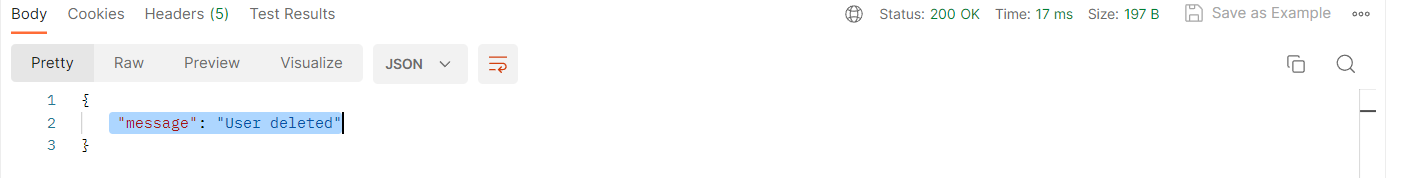 Body Cookies Headers (5) Test Results Status: 200 OK Time: 17 ms Size: 197 B Save as Example
Pretty Raw Preview Visualize JSON
1 {
2 "message": "User deleted"
3 }